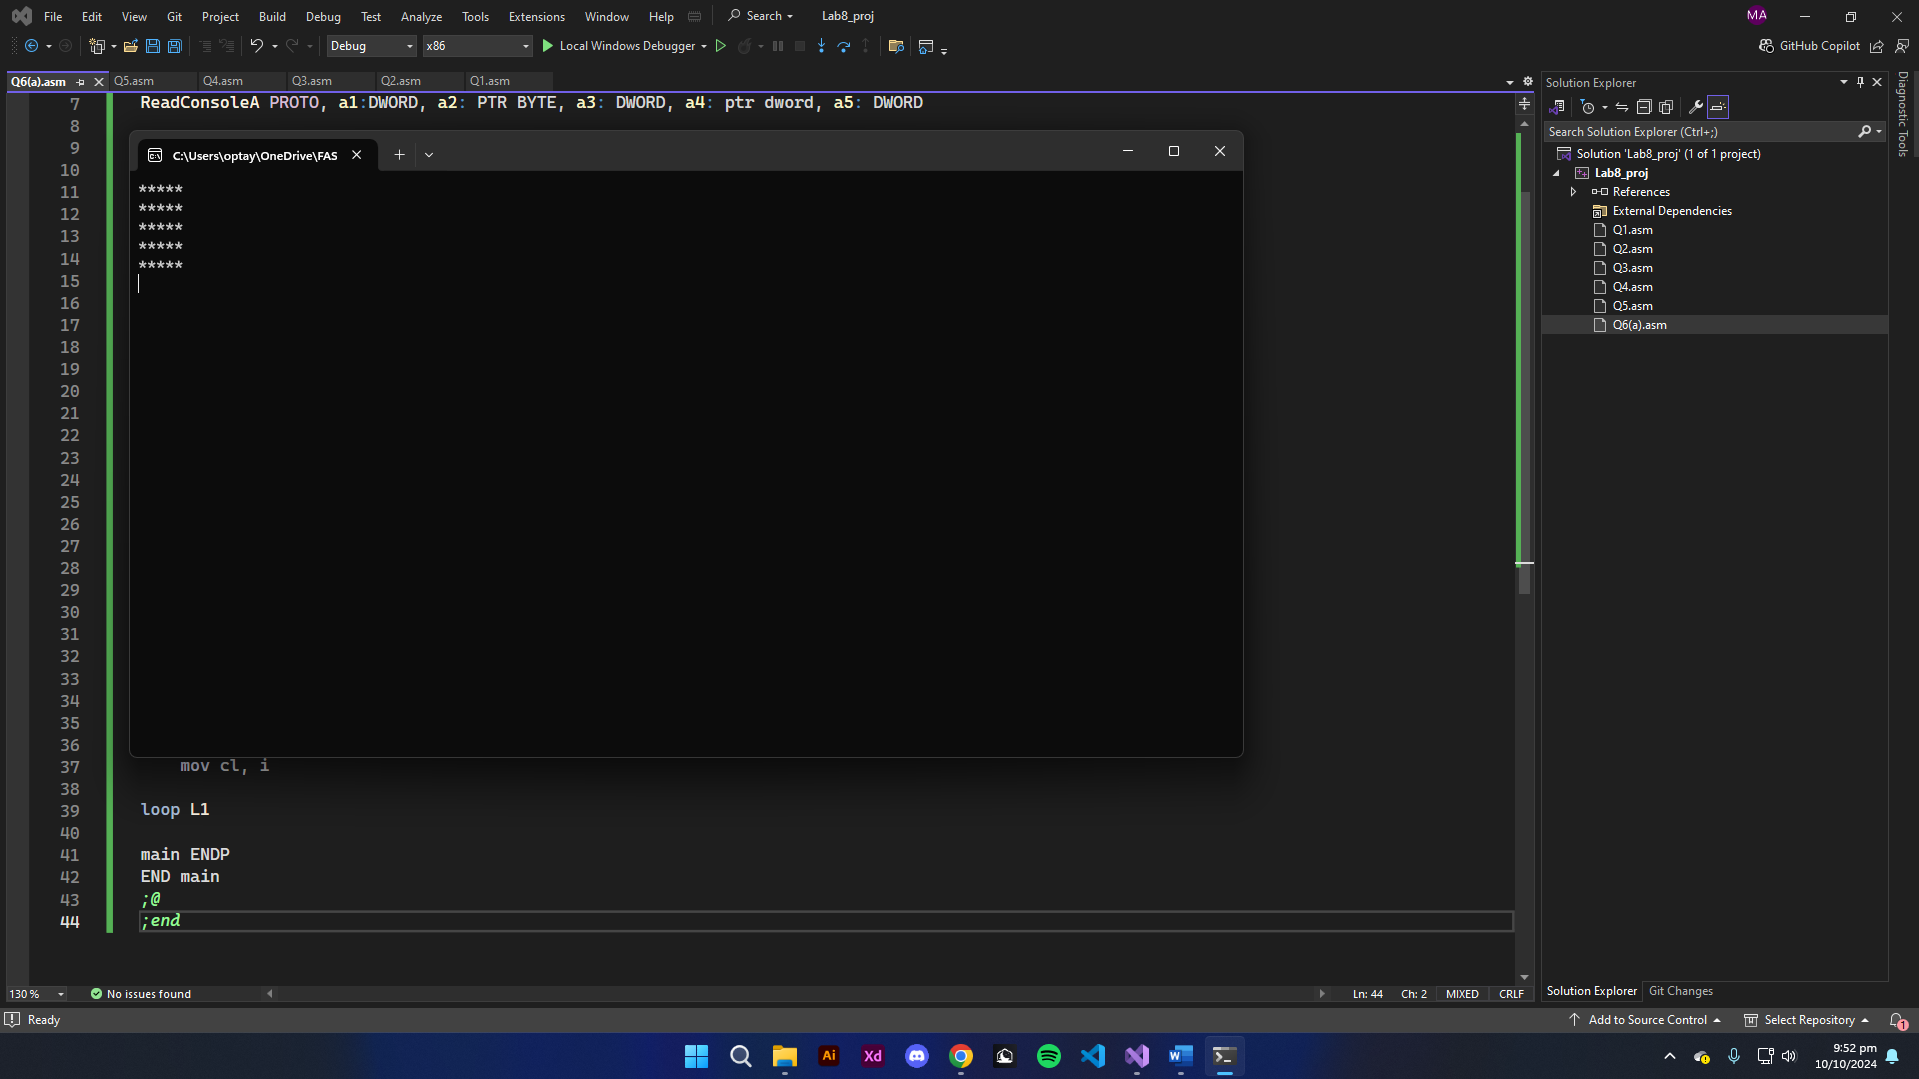 File Edit View Git Project Build Debug Test Analyze Tools Extensions Window Help Search Lab8_proj MA
Debug x86 Local Windows Debugger GitHub Copilot
Q6(a).asm Q5.asm Q4.asm Q3.asm Q2.asm Q1.asm
7 ReadConsoleA PROTO, a1:DWORD, a2: PTR BYTE, a3: DWORD, a4: ptr dword, a5: DWORD
8
9
10
11
12
13
14
15
16
17
18
19
20
21
22
23
24
25
26
27
28
29
30
31
32
33
34
35
36
37 mov cl, i
38
39 loop L1
40
41 main ENDP
42 END main
43 ;@
44 ;end
C:\Users\optay\OneDrive\FAS
*****
*****
*****
*****
*****
130 % No issues found Ln: 44 Ch: 2 MIXED CRLF
Solution Explorer
Search Solution Explorer (Ctrl+;)
Solution 'Lab8_proj' (1 of 1 project)
Lab8_proj
References
External Dependencies
Q1.asm
Q2.asm
Q3.asm
Q4.asm
Q5.asm
Q6(a).asm
Solution Explorer Git Changes
Diagnostic Tools
Ready Add to Source Control Select Repository 1
Ai Xd
9:52 pm
10/10/2024